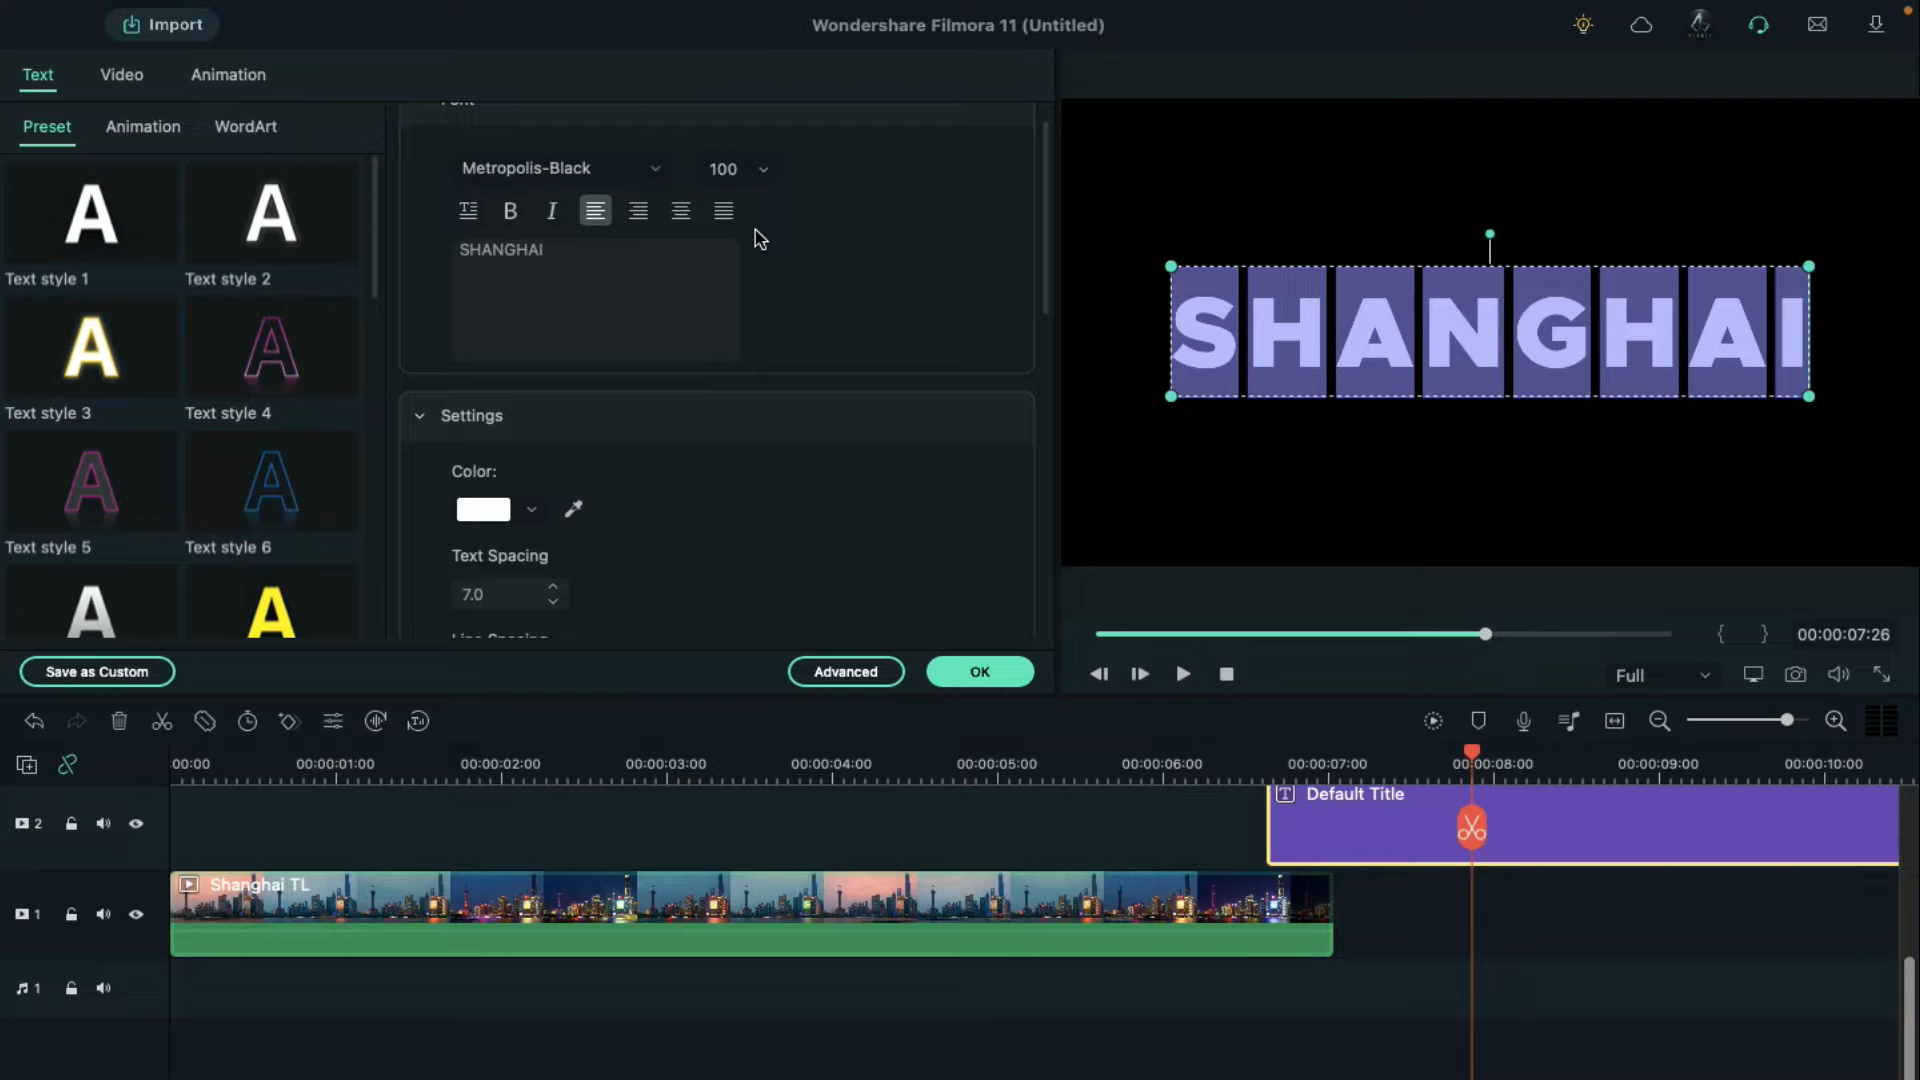 Import
Wondershare Filmora 11 (Untitled)
Text
Video
Animation
Preset
Animation
WordArt
Font
Metropolis-Black
100
B
I
SHANGHAI
A
A
Text style 1
Text style 2
A
A
Text style 3
Text style 4
A
A
Text style 5
Text style 6
A
A
Settings
Color:
Text Spacing
7.0
Line Spacing
Save as Custom
Advanced
OK
SHANGHAI
{ }
00:00:07:26
Full
:00:00
00:00:01:00
00:00:02:00
00:00:03:00
00:00:04:00
00:00:05:00
00:00:06:00
00:00:07:00
00:00:08:00
00:00:09:00
00:00:10:00
2
T
Default Title
1
Shanghai TL
1